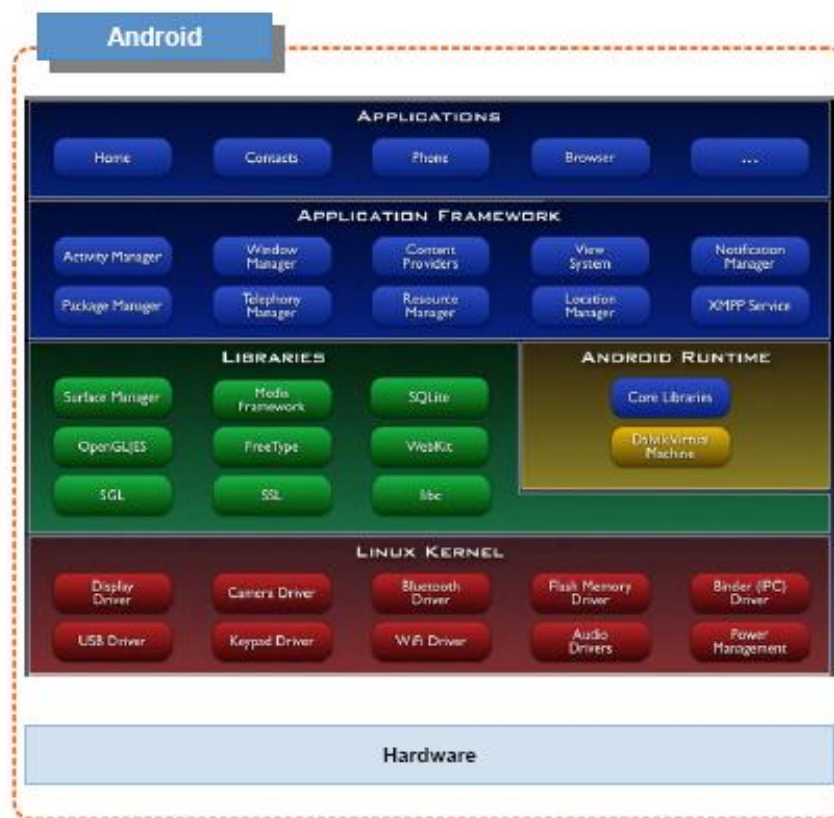 Android
APPLICATIONS
Home
Contacts
Phone
Browser
...
APPLICATION FRAMEWORK
Activity Manager
Window
Manager
Content
Providers
View
System
Notification
Manager
Package Manager
Telephony
Manager
Resource
Manager
Location
Manager
XMPP Service
LIBRARIES
Surface Manager
Media
Framework
SQLite
OpenGL|ES
FreeType
WebKit
SGL
SSL
libc
ANDROID RUNTIME
Core Libraries
Dalvik Virtual
Machine
LINUX KERNEL
Display
Driver
Camera Driver
Bluetooth
Driver
Flash Memory
Driver
Binder (IPC)
Driver
USB Driver
Keypad Driver
WiFi Driver
Audio
Drivers
Power
Management
Hardware